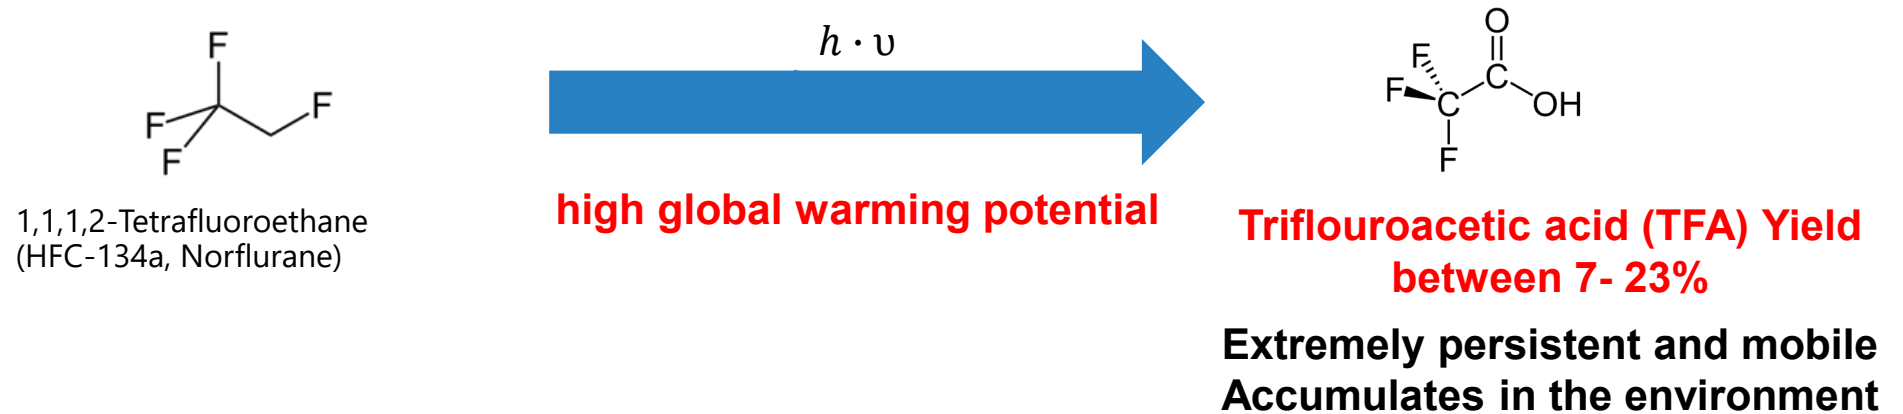 F
F
F
F
1,1,1,2-Tetrafluoroethane
(HFC-134a, Norflurane)
h · υ
high global warming potential
O
F
F
C
C
OH
F
Triflouroacetic acid (TFA) Yield
between 7- 23%
Extremely persistent and mobile
Accumulates in the environment